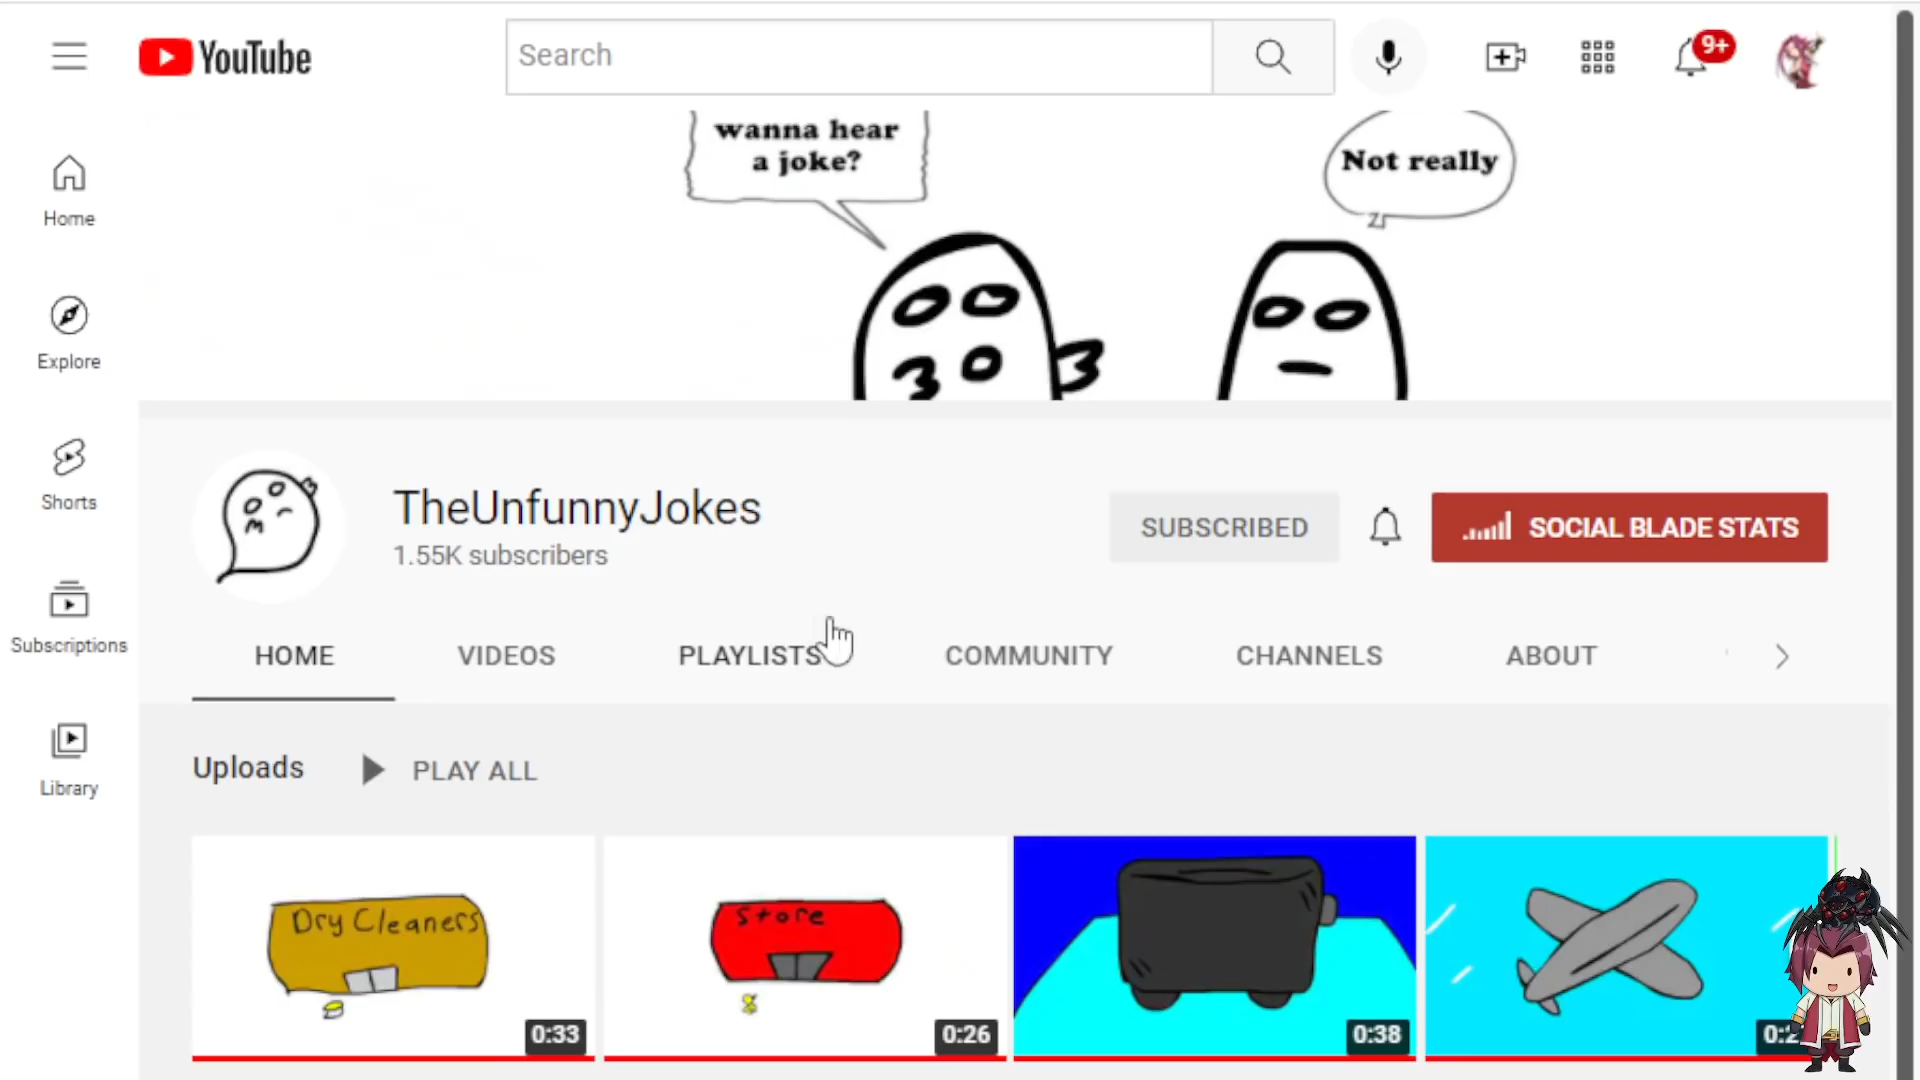 YouTube
Search
9+
wanna hear
a joke?
Not really
Home
Explore
Shorts
Subscriptions
Library
TheUnfunnyJokes
1.55K subscribers
SUBSCRIBED
SOCIAL BLADE STATS
HOME
VIDEOS
PLAYLISTS
COMMUNITY
CHANNELS
ABOUT
Uploads
PLAY ALL
Dry Cleaners
store
0:33
0:26
0:38